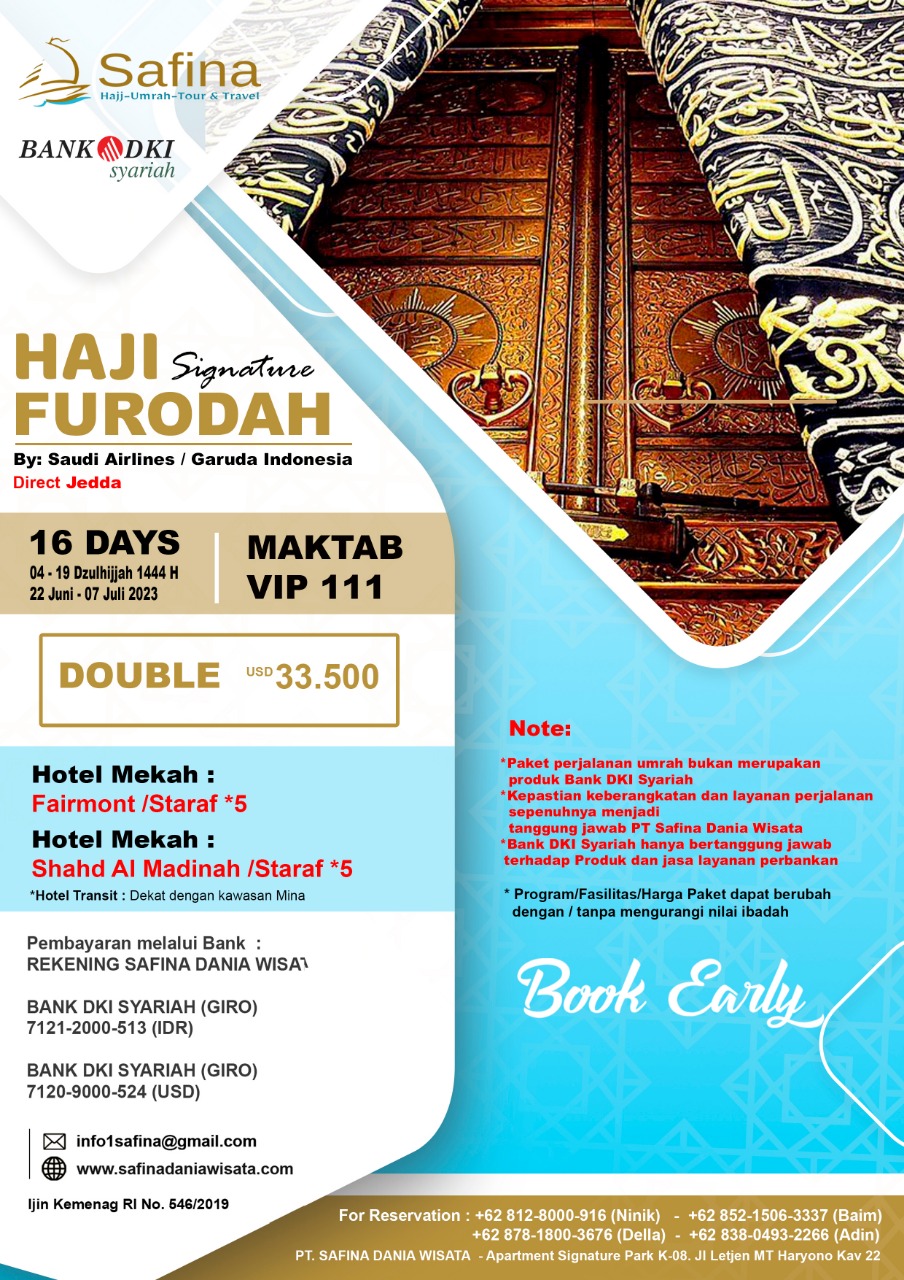 Safina
Hajj-Umrah-Tour & Travel
BANK DKI
syariah
HAJI Signature
FURODAH
By: Saudi Airlines / Garuda Indonesia
Direct Jedda
16 DAYS
04 - 19 Dzulhijjah 1444 H
22 Juni - 07 Juli 2023
MAKTAB
VIP 111
DOUBLE USD 33.500
Hotel Mekah :
Fairmont /Staraf *5
Hotel Mekah :
Shahd Al Madinah /Staraf *5
*Hotel Transit : Dekat dengan kawasan Mina
Pembayaran melalui Bank :
REKENING SAFINA DANIA WISAT
BANK DKI SYARIAH (GIRO)
7121-2000-513 (IDR)
BANK DKI SYARIAH (GIRO)
7120-9000-524 (USD)
info1safina@gmail.com
www.safinadaniawisata.com
Ijin Kemenag RI No. 546/2019
Note:
*Paket perjalanan umrah bukan merupakan
produk Bank DKI Syariah
*Kepastian keberangkatan dan layanan perjalanan
sepenuhnya menjadi
tanggung jawab PT Safina Dania Wisata
*Bank DKI Syariah hanya bertanggung jawab
terhadap Produk dan jasa layanan perbankan
* Program/Fasilitas/Harga Paket dapat berubah
dengan / tanpa mengurangi nilai ibadah
Book Early
For Reservation : +62 812-8000-916 (Ninik) - +62 852-1506-3337 (Baim)
+62 878-1800-3676 (Della) - +62 838-0493-2266 (Adin)
PT. SAFINA DANIA WISATA - Apartment Signature Park K-08. Jl Letjen MT Haryono Kav 22